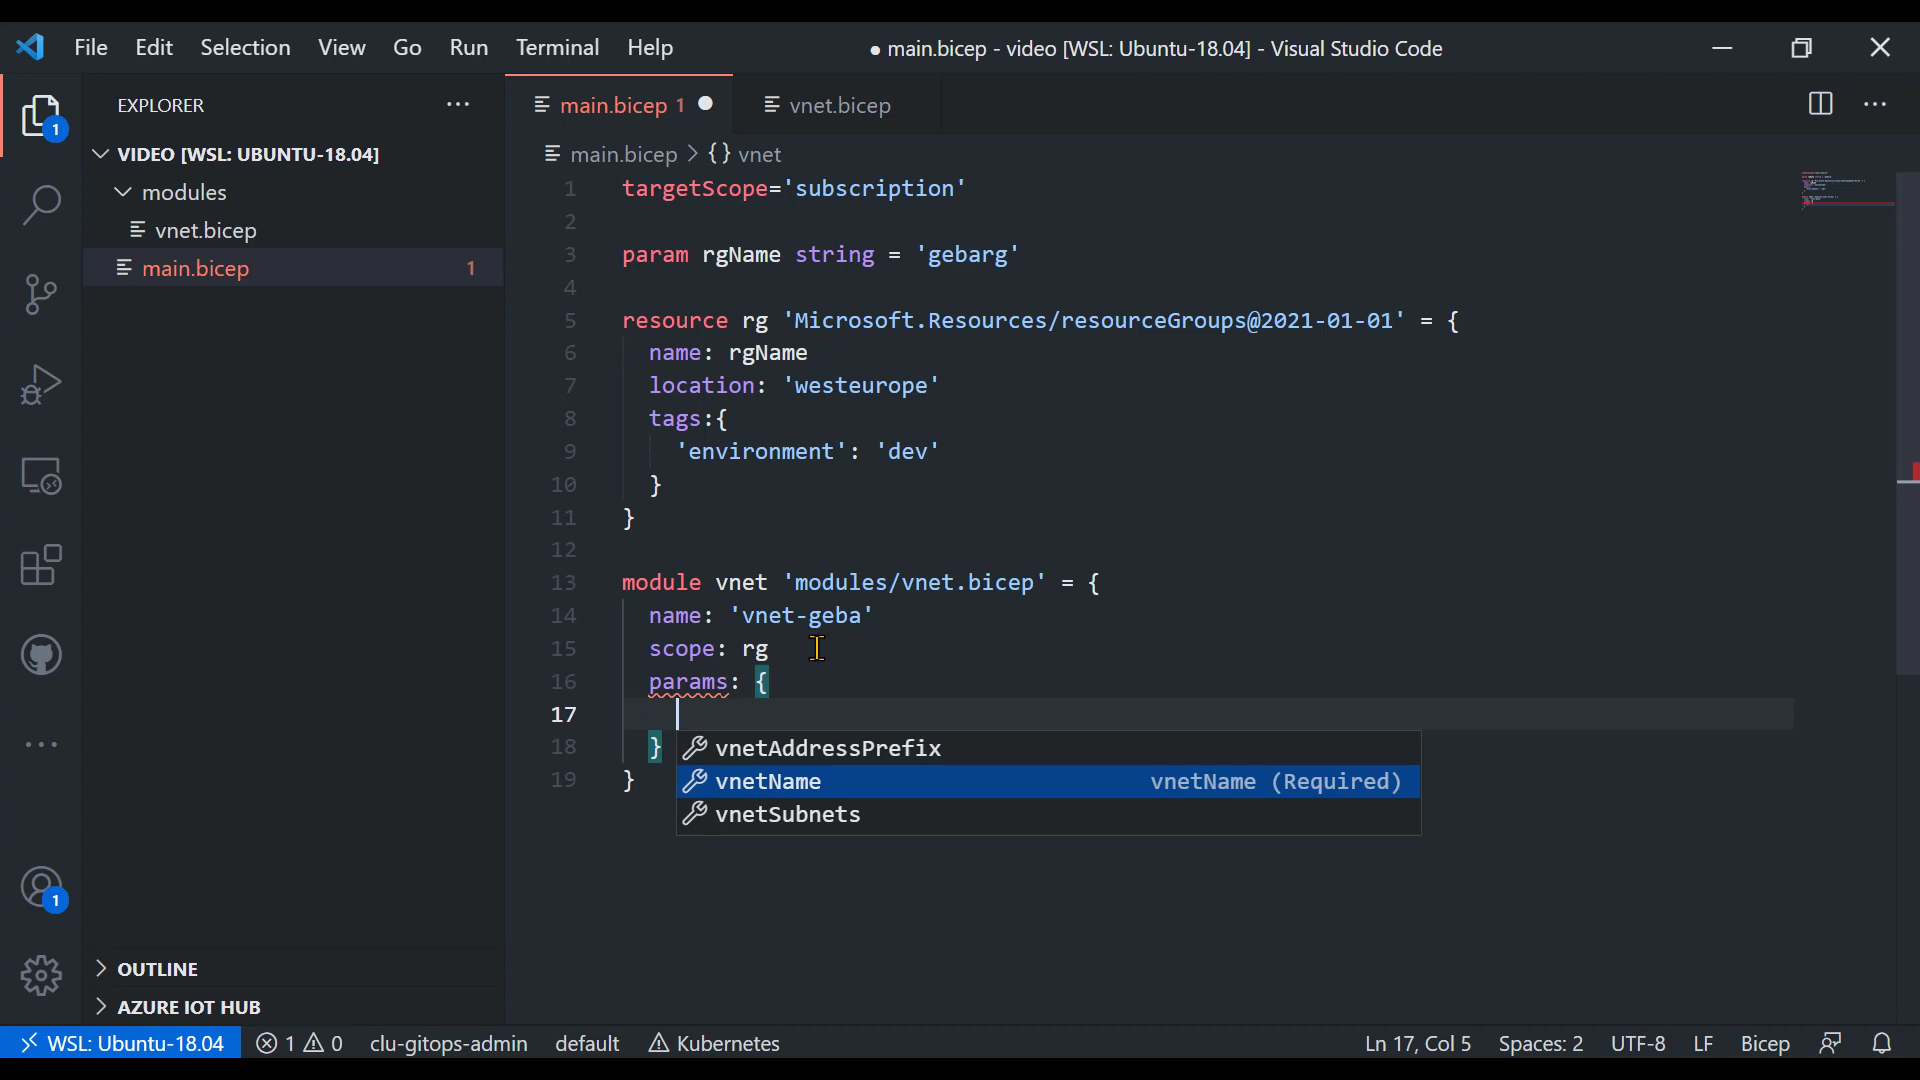 File Edit Selection View Go Run Terminal Help
● main.bicep - video [WSL: Ubuntu-18.04] - Visual Studio Code
EXPLORER
main.bicep 1
vnet.bicep
VIDEO [WSL: UBUNTU-18.04]
modules
vnet.bicep
main.bicep 1
main.bicep > {} vnet
1 targetScope='subscription'
2
3 param rgName string = 'gebarg'
4
5 resource rg 'Microsoft.Resources/resourceGroups@2021-01-01' = {
6 name: rgName
7 location: 'westeurope'
8 tags:{
9 'environment': 'dev'
10 }
11 }
12
13 module vnet 'modules/vnet.bicep' = {
14 name: 'vnet-geba'
15 scope: rg
16 params: {
17
18 }
19 }
vnetAddressPrefix
vnetName vnetName (Required)
vnetSubnets
1
1
OUTLINE
AZURE IOT HUB
WSL: Ubuntu-18.04 1 0 clu-gitops-admin default Kubernetes Ln 17, Col 5 Spaces: 2 UTF-8 LF Bicep